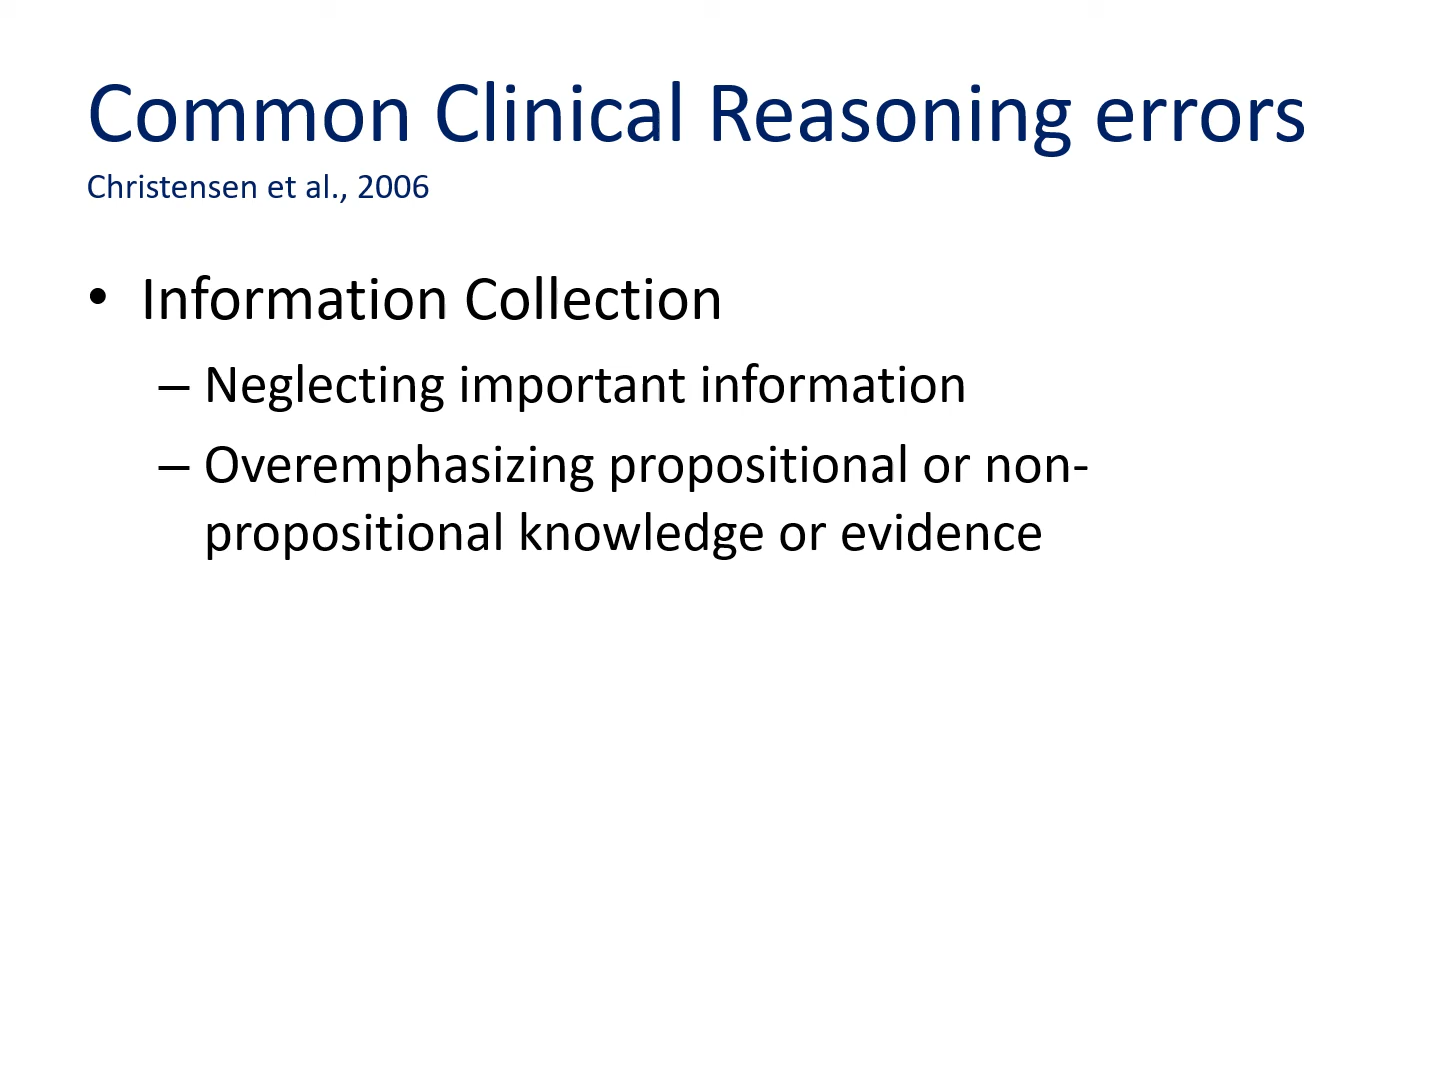 Common Clinical Reasoning errors
Christensen et al., 2006
• Information Collection
– Neglecting important information
– Overemphasizing propositional or non-
propositional knowledge or evidence